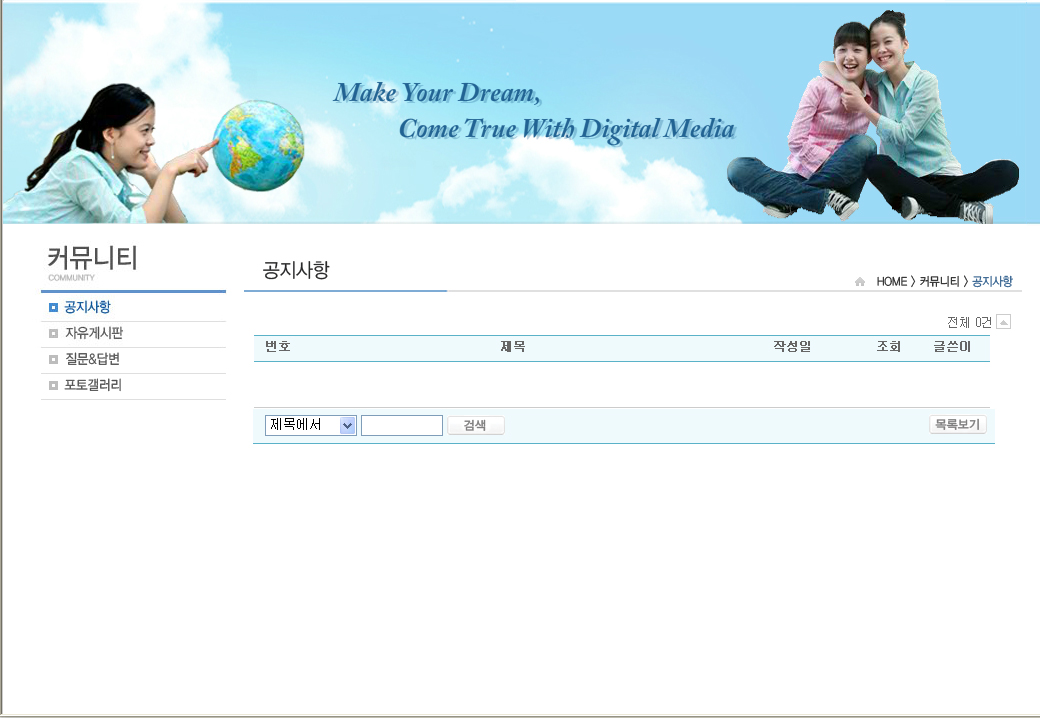 Make Your Dream,
Come True With Digital Media
커뮤니티
COMMUNITY
공지사항
자유게시판
질문&답변
포토갤러리
공지사항
HOME > 커뮤니티 > 공지사항
전체 0건
번호 제목 작성일 조회 글쓴이
제목에서 검색 목록보기